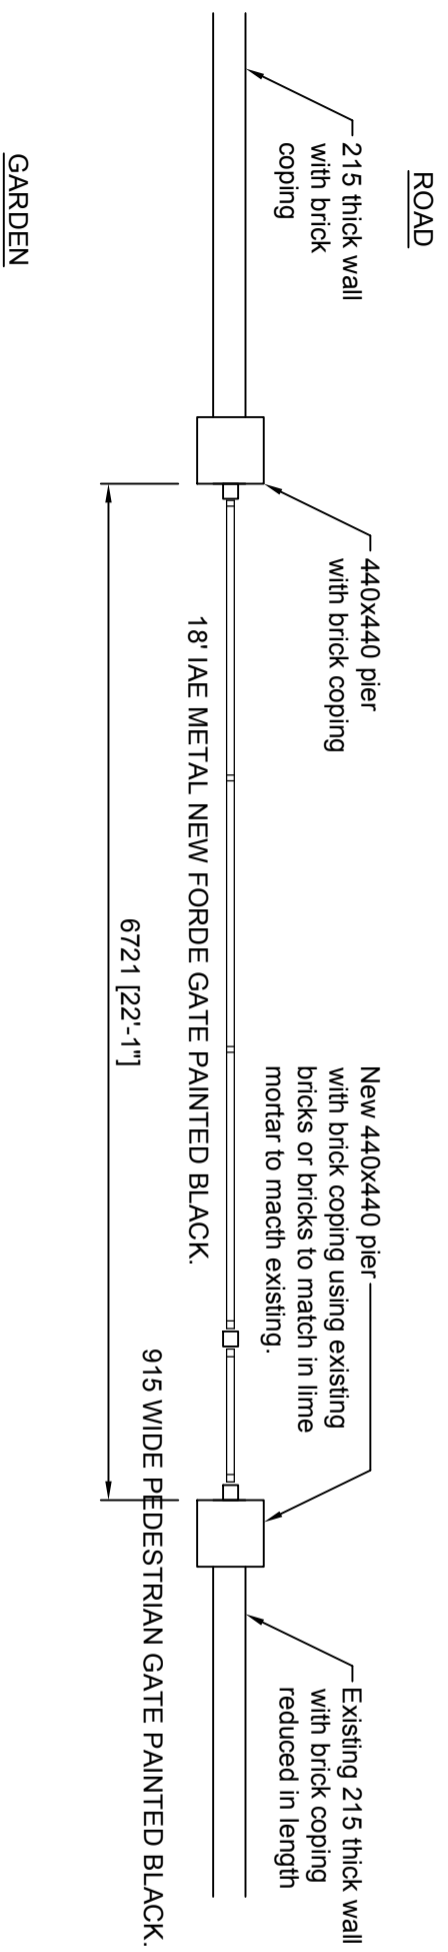 ROAD
215 thick wall
with brick
coping
440x440 pier
with brick coping
New 440x440 pier
with brick coping using existing
bricks or bricks to match in lime
mortar to macth existing.
Existing 215 thick wall
with brick coping
reduced in length
18' IAE METAL NEW FORDE GATE PAINTED BLACK.
915 WIDE PEDESTRIAN GATE PAINTED BLACK.
6721 [22'-1"]
GARDEN